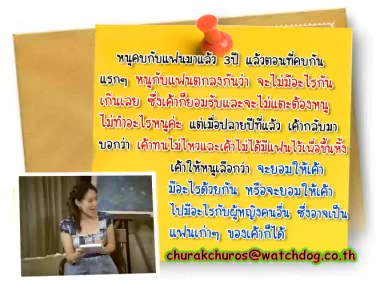 หนูคบกับแฟนมาแล้ว 3ปี แล้วตอนที่คบกัน
แรกๆ หนูกับแฟนตกลงกันว่า จะไม่มีอะไรกัน
เกินเลย ซึ่งเค้าก็ยอมรับและจะไม่แตะต้องหนู
ไม่ทำอะไรหนูค่ะ แต่เมื่อปลายปีที่แล้ว เค้ากลับมา
บอกว่า เค้าทนไม่ไหวและเค้าไม่ได้มีแฟนไว้เพื่อขึ้นหิ้ง
เค้าให้หนูเลือกว่า จะยอมให้เค้า
มีอะไรด้วยกัน หรือจะยอมให้เค้า
ไปมีอะไรกับผู้หญิงคนอื่น ซึ่งอาจเป็น
แฟนเก่าๆ ของเค้าก็ได้
churakchuros@watchdog.co.th